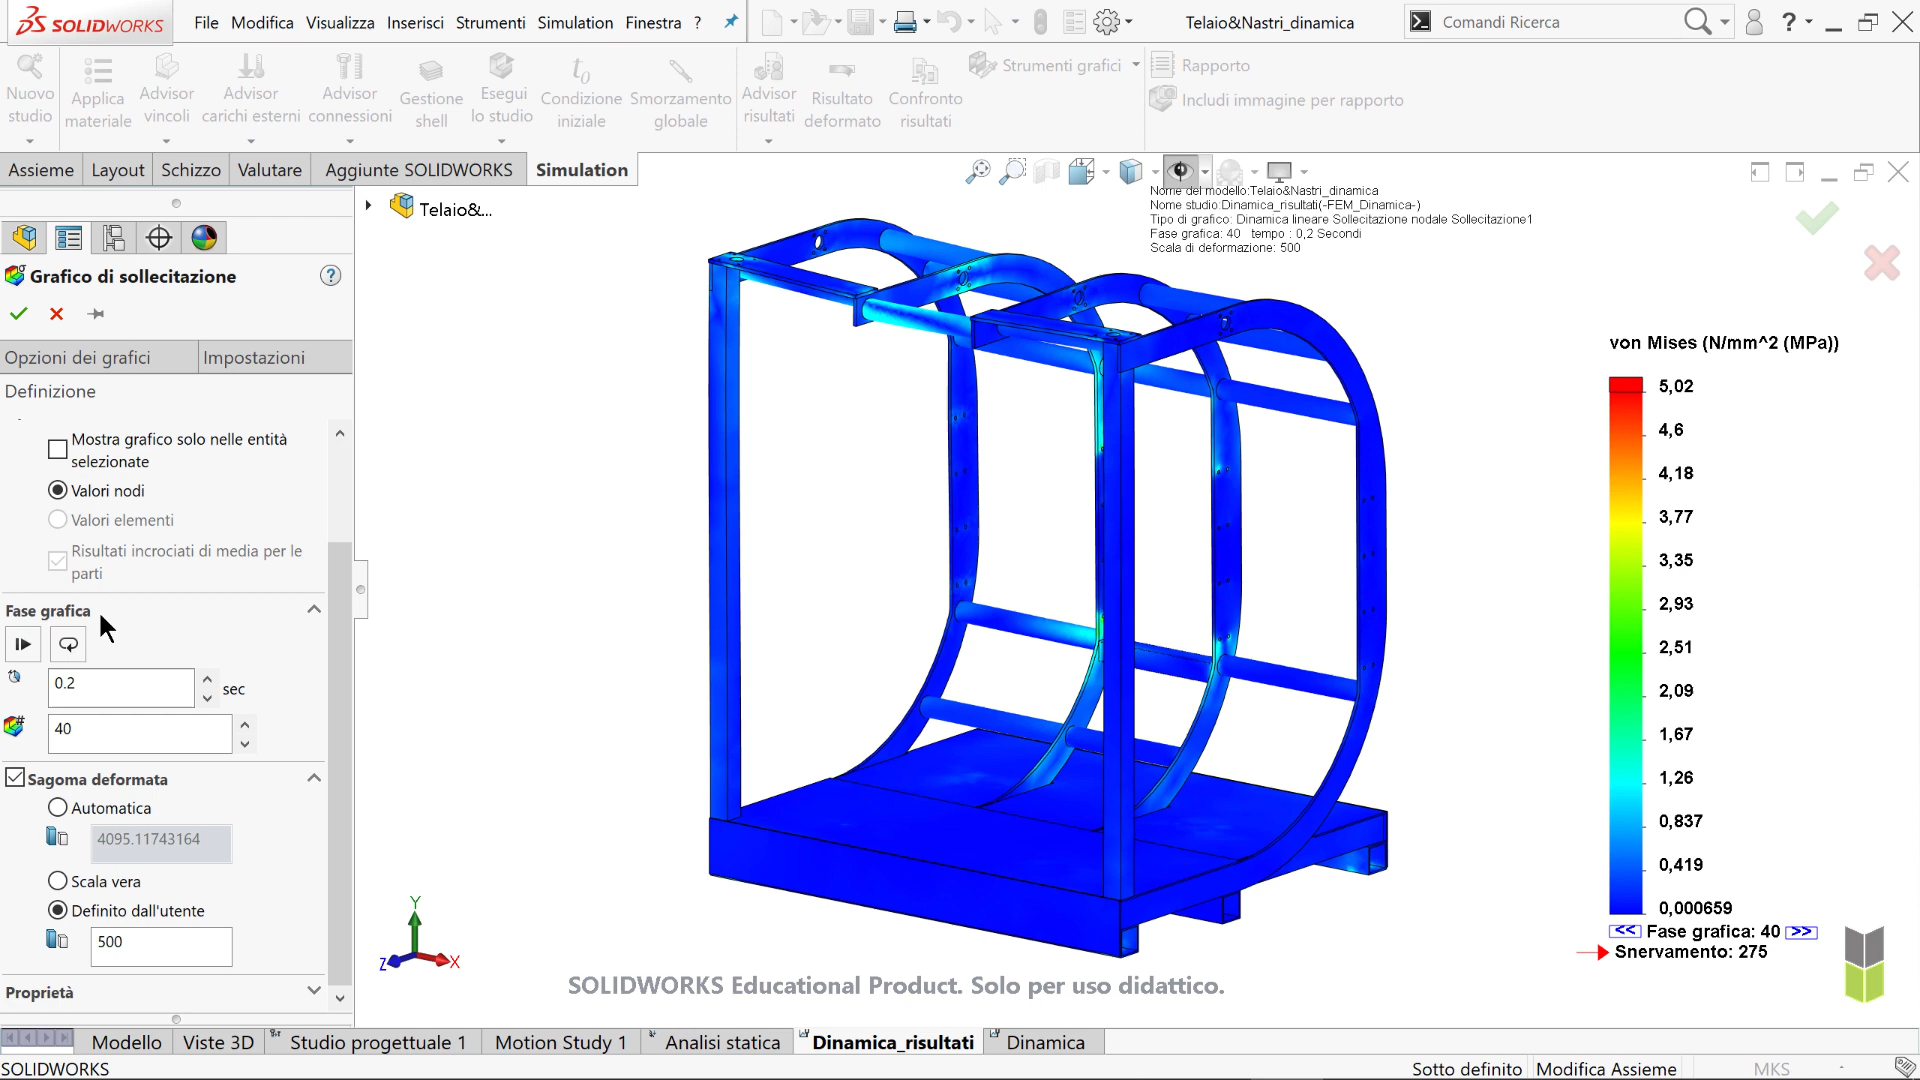 SOLIDWORKS
File Modifica Visualizza Inserisci Strumenti Simulation Finestra ?
Telaio&Nastri_dinamica
Comandi Ricerca
?
Nuovo studio
Applica materiale
Advisor vincoli
Advisor carichi esterni
Advisor connessioni
Gestione shell
Esegui lo studio
Condizione iniziale
Smorzamento globale
Advisor risultati
Risultato deformato
Confronto risultati
Strumenti grafici
Rapporto
Includi immagine per rapporto
Assieme Layout Schizzo Valutare Aggiunte SOLIDWORKS Simulation
Telaio&...
Nome del modello:Telaio&Nastri_dinamica
Nome studio:Dinamica_risultati(-FEM_Dinamica-)
Tipo di grafico: Dinamica lineare Sollecitazione nodale Sollecitazione1
Fase grafica: 40 tempo : 0,2 Secondi
Scala di deformazione: 500
Grafico di sollecitazione
?
Opzioni dei grafici
Impostazioni
Definizione
Mostra grafico solo nelle entità
selezionate
Valori nodi
Valori elementi
Risultati incrociati di media per le
parti
Fase grafica
0.2
sec
40
Sagoma deformata
Automatica
4095.11743164
Scala vera
Definito dall'utente
500
Proprietà
von Mises (N/mm^2 (MPa))
5,02
4,6
4,18
3,77
3,35
2,93
2,51
2,09
1,67
1,26
0,837
0,419
0,000659
<< Fase grafica: 40 >>
Snervamento: 275
Y
Z
X
SOLIDWORKS Educational Product. Solo per uso didattico.
Modello Viste 3D Studio progettuale 1 Motion Study 1 Analisi statica Dinamica_risultati Dinamica
SOLIDWORKS
Sotto definito
Modifica Assieme
MKS